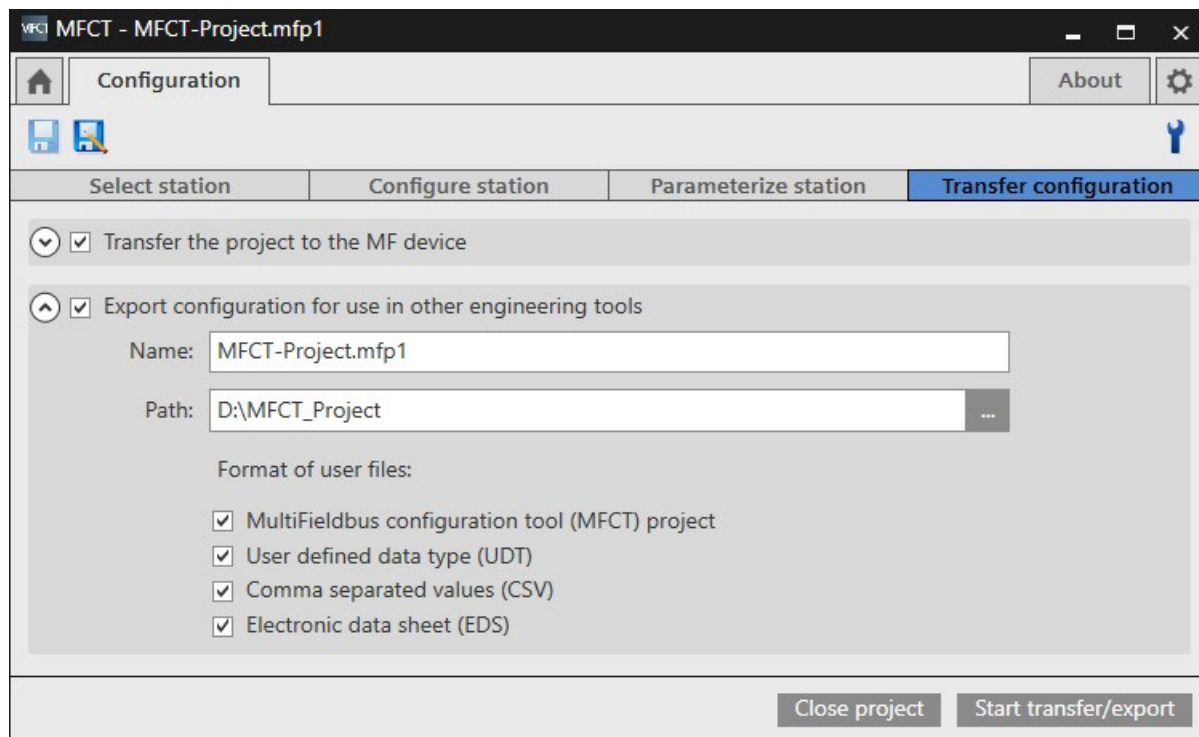 MFCT MFCT - MFCT-Project.mfp1
Configuration About
Select station Configure station Parameterize station Transfer configuration
Transfer the project to the MF device
Export configuration for use in other engineering tools
Name: MFCT-Project.mfp1
Path: D:\MFCT_Project ...
Format of user files:
MultiFieldbus configuration tool (MFCT) project
User defined data type (UDT)
Comma separated values (CSV)
Electronic data sheet (EDS)
Close project Start transfer/export